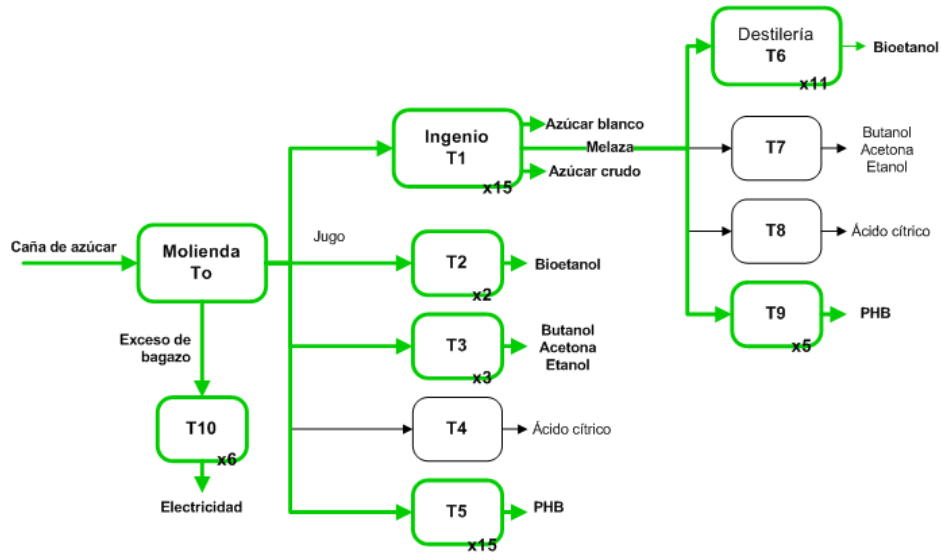 Destilería
T6
x11
Bioetanol
Ingenio
T1
x15
Azúcar blanco
Melaza
Azúcar crudo
T7
Butanol
Acetona
Etanol
T8
Ácido cítrico
T9
x5
PHB
Caña de azúcar
Molienda
To
Jugo
T2
x2
Bioetanol
T3
x3
Butanol
Acetona
Etanol
T4
Ácido cítrico
T5
x15
PHB
Exceso de
bagazo
T10
x6
Electricidad